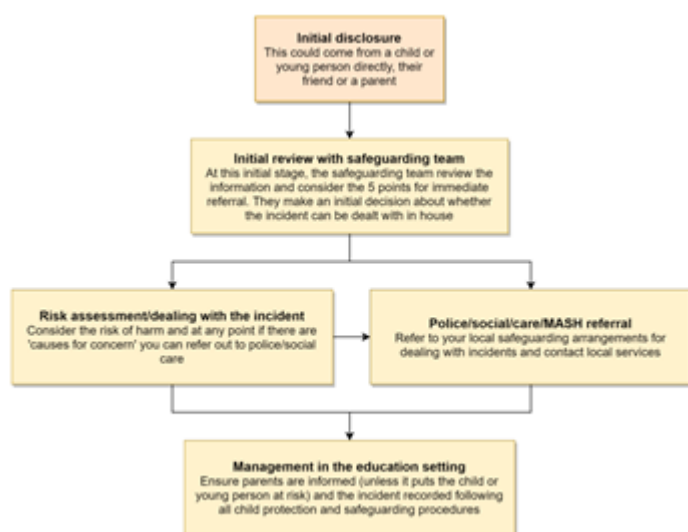 Initial disclosure
This could come from a child or
young person directly, their
friend or a parent
Initial review with safeguarding team
At this initial stage, the safeguarding team review the
information and consider the 5 points for immediate
referral. They make an initial decision about whether
the incident can be dealt with in house
Risk assessment/dealing with the incident
Consider the risk of harm and at any point if there are
'causes for concern' you can refer out to police/social
care
Police/social/care/MASH referral
Refer to your local safeguarding arrangements for
dealing with incidents and contact local services
Management in the education setting
Ensure parents are informed (unless it puts the child or
young person at risk) and the incident recorded following
all child protection and safeguarding procedures